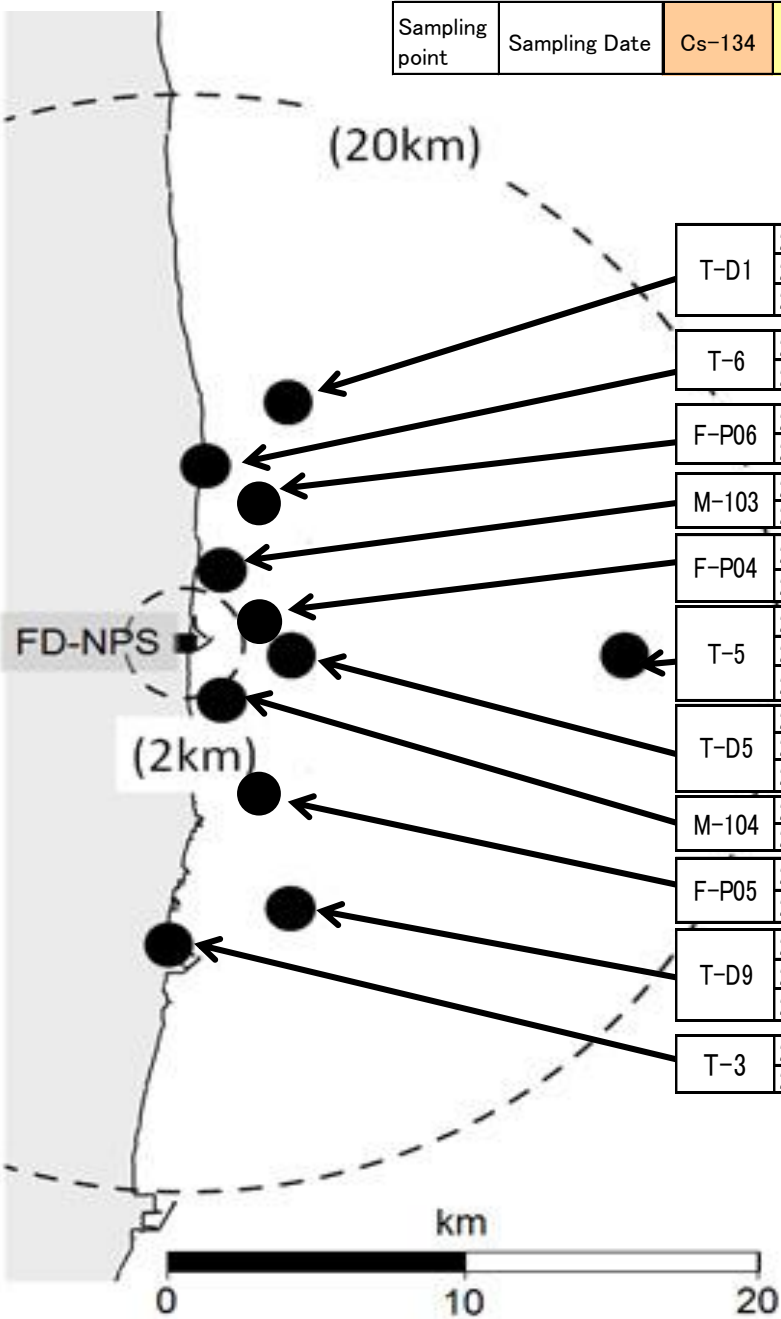 Sampling point
Sampling Date
Cs-134
(20km)
T-D1
T-6
F-P06
M-103
F-P04
FD-NPS
T-5
T-D5
(2km)
M-104
F-P05
T-D9
T-3
km
0 10 20